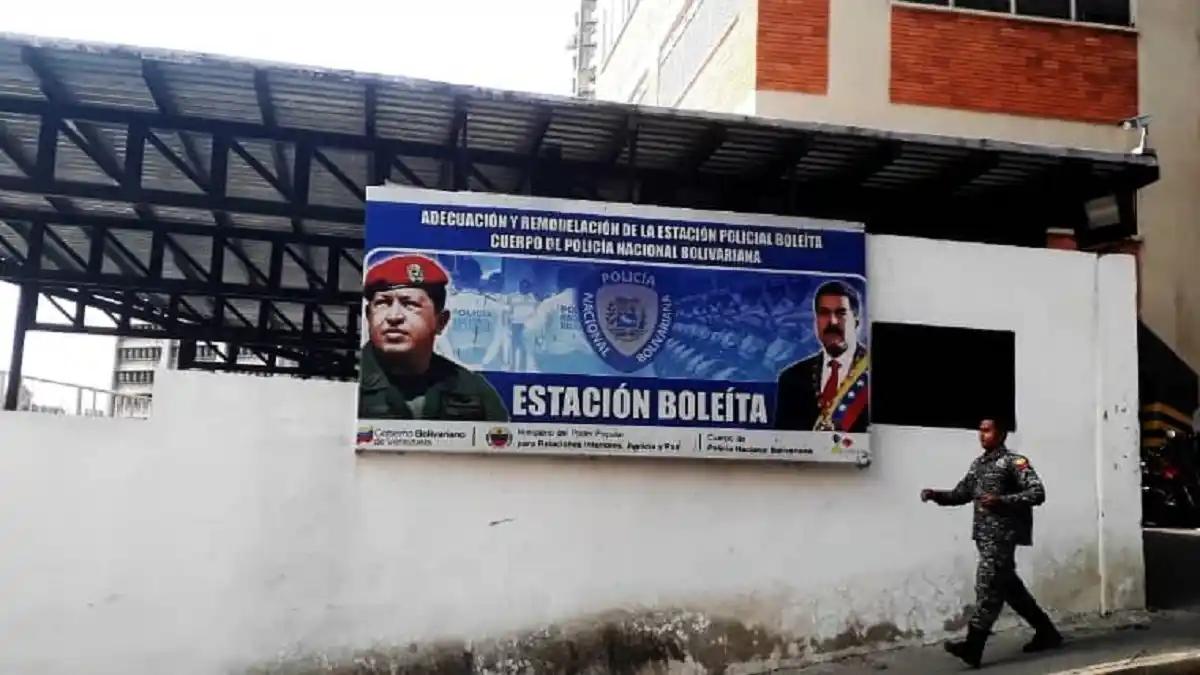 ADECUACIÓN Y REMODELACIÓN DE LA ESTACIÓN POLICIAL BOLEÍTA
CUERPO DE POLICÍA NACIONAL BOLIVARIANA
POLICÍA
NACIONAL
BOLIVARIANA
POLICÍA
ESTACIÓN BOLEÍTA
Gobierno Bolivariano
de Venezuela
Ministerio del Poder Popular
para Relaciones Interiores, Justicia y Paz
Cuerpo de
Policía Nacional Bolivariana